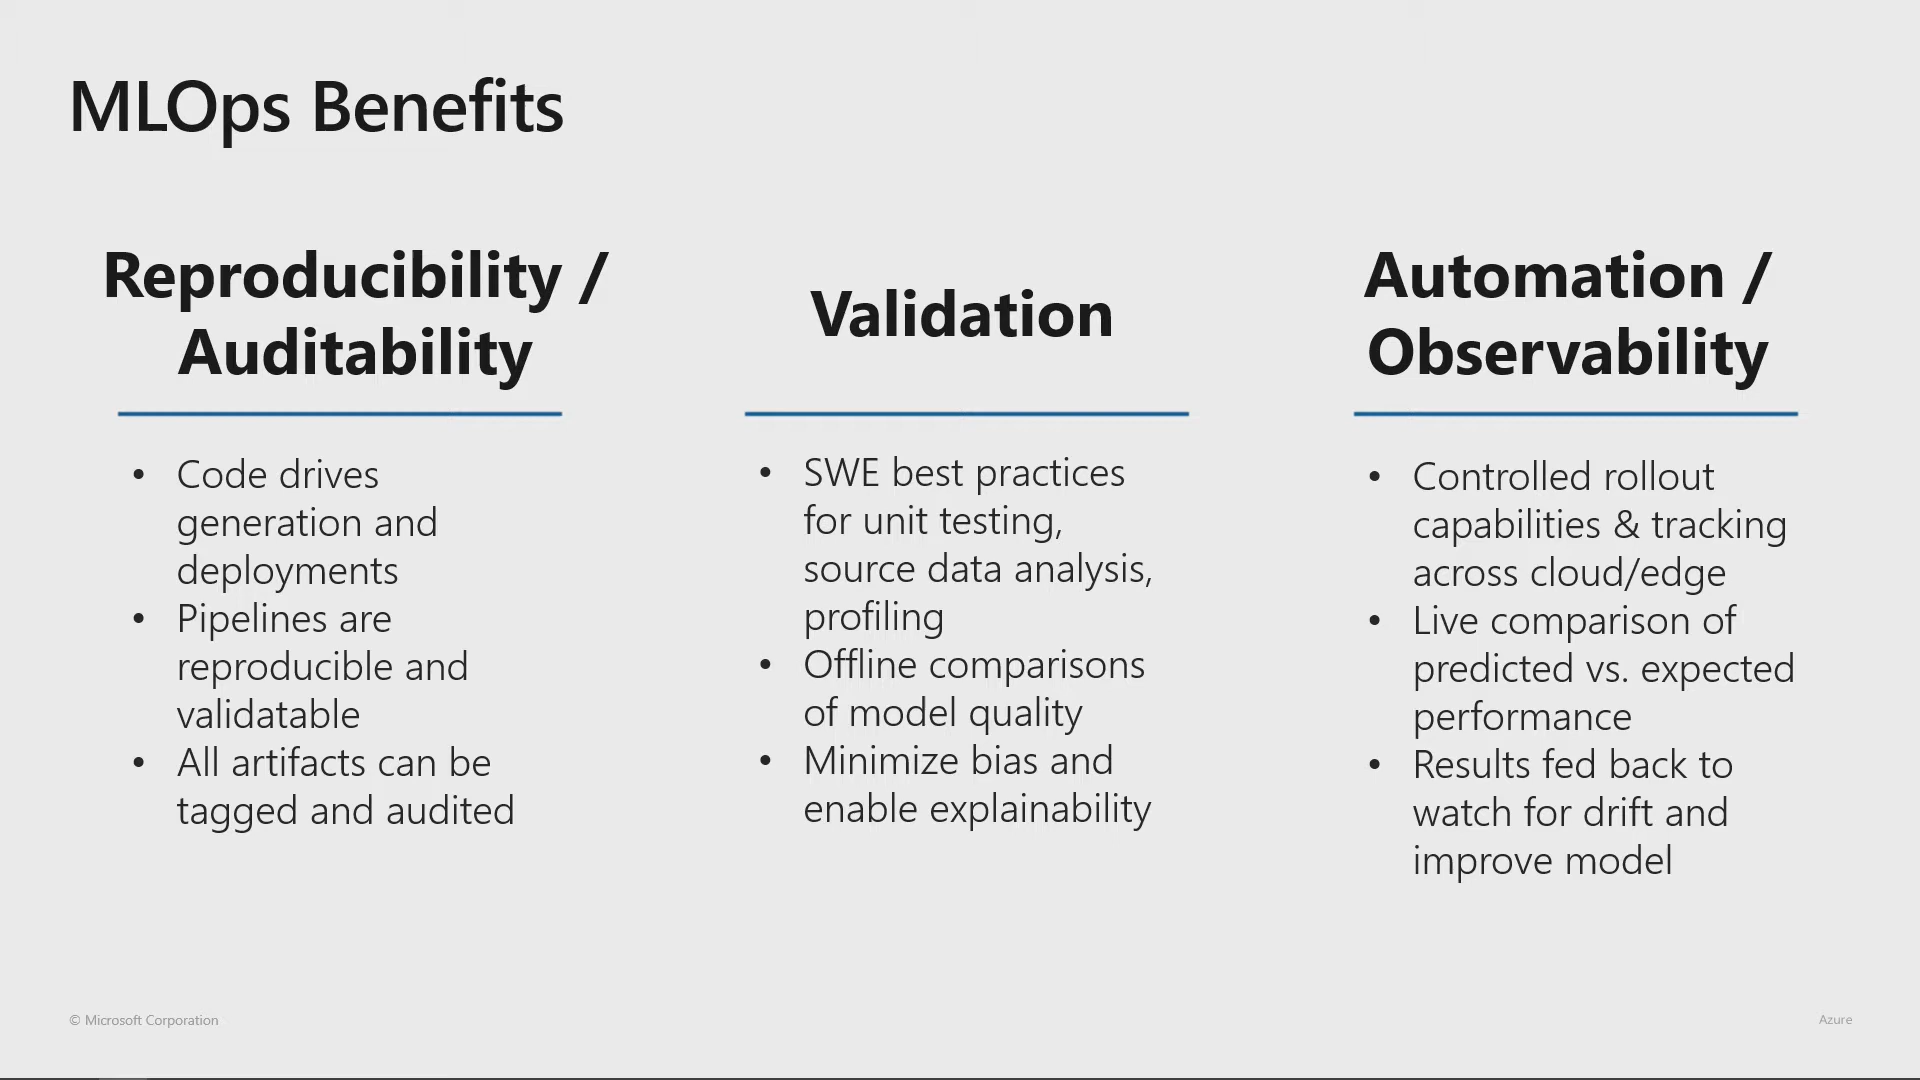 MLOps Benefits
Reproducibility /
Auditability
• Code drives
generation and
deployments
• Pipelines are
reproducible and
validatable
• All artifacts can be
tagged and audited
Validation
• SWE best practices
for unit testing,
source data analysis,
profiling
• Offline comparisons
of model quality
• Minimize bias and
enable explainability
Automation /
Observability
• Controlled rollout
capabilities & tracking
across cloud/edge
• Live comparison of
predicted vs. expected
performance
• Results fed back to
watch for drift and
improve model
© Microsoft Corporation
Azure